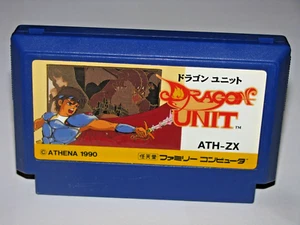 ドラゴン ユニット
DRAGON
UNIT™
ATH-ZX
© ATHENA 1990
ファミリー コンピュータ